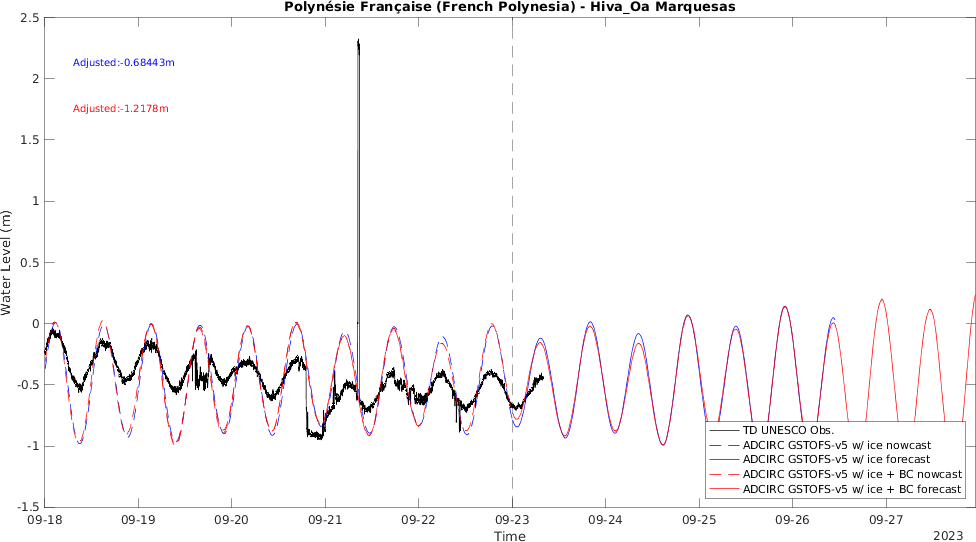 Polynésie Française (French Polynesia) - Hiva_Oa Marquesas
2.5
2
1.5
1
0.5
0
-0.5
-1
-1.5
Water Level (m)
Adjusted:-0.68443m
Adjusted:-1.2178m
TD UNESCO Obs.
ADCIRC GSTOFS-v5 w/ ice nowcast
ADCIRC GSTOFS-v5 w/ ice forecast
ADCIRC GSTOFS-v5 w/ ice + BC nowcast
ADCIRC GSTOFS-v5 w/ ice + BC forecast
09-18 09-19 09-20 09-21 09-22 09-23 09-24 09-25 09-26 09-27
Time
2023